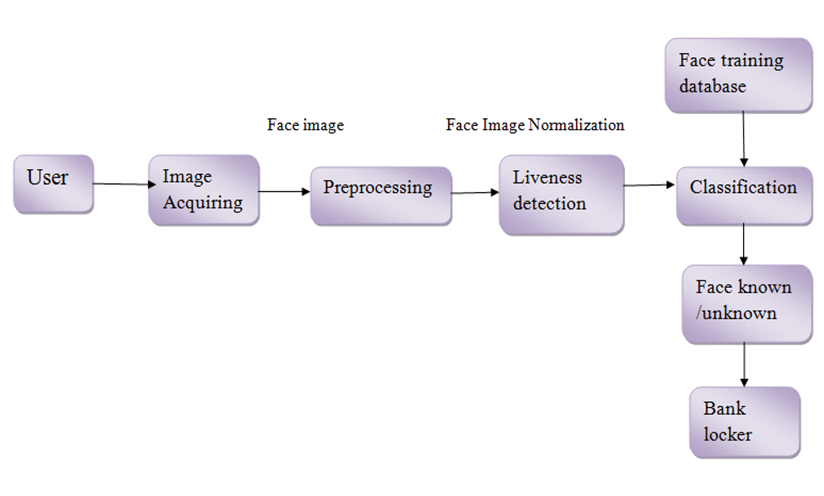 Face training
database
Face image
Face Image Normalization
User
Image
Acquiring
Preprocessing
Liveness
detection
Classification
Face known
/unknown
Bank
locker